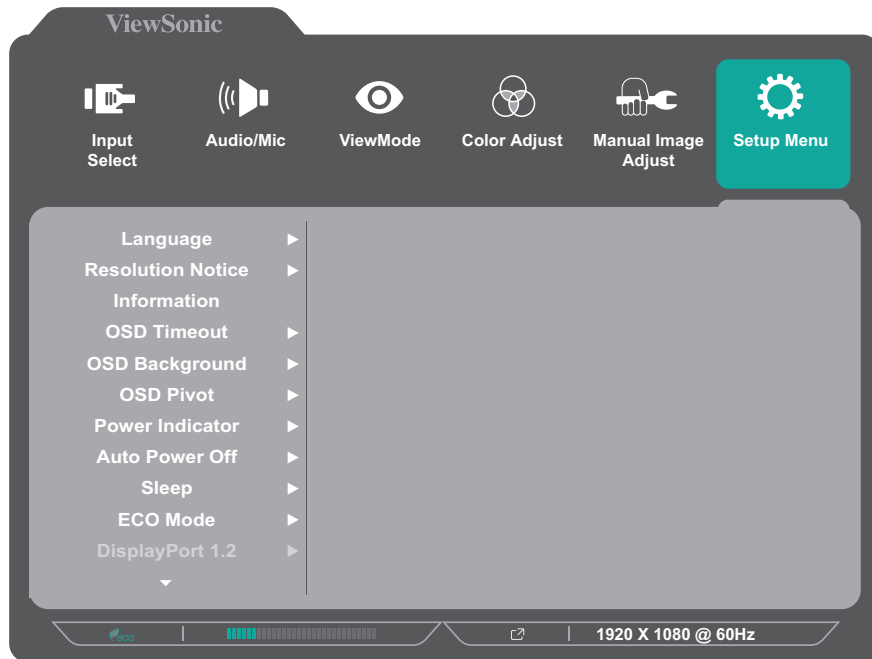 ViewSonic
Input
Select
Audio/Mic
ViewMode
Color Adjust
Manual Image
Adjust
Setup Menu
Language
Resolution Notice
Information
OSD Timeout
OSD Background
OSD Pivot
Power Indicator
Auto Power Off
Sleep
ECO Mode
DisplayPort 1.2
eco
1920 X 1080 @ 60Hz